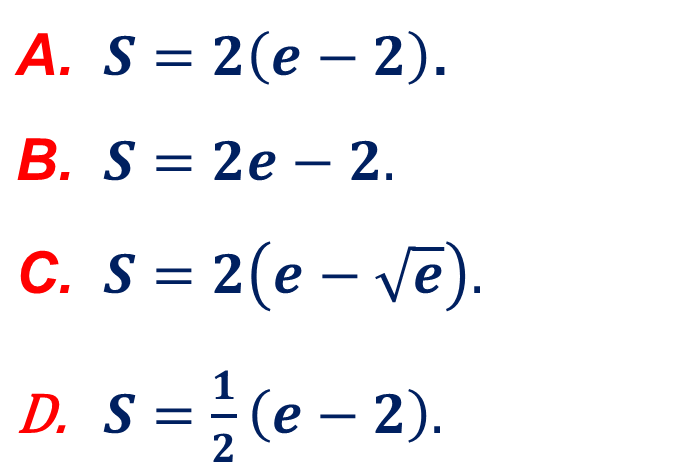 A. S = 2(e − 2).
B. S = 2e − 2.
C. S = 2(e − √e).
D. S = 1/2 (e − 2).